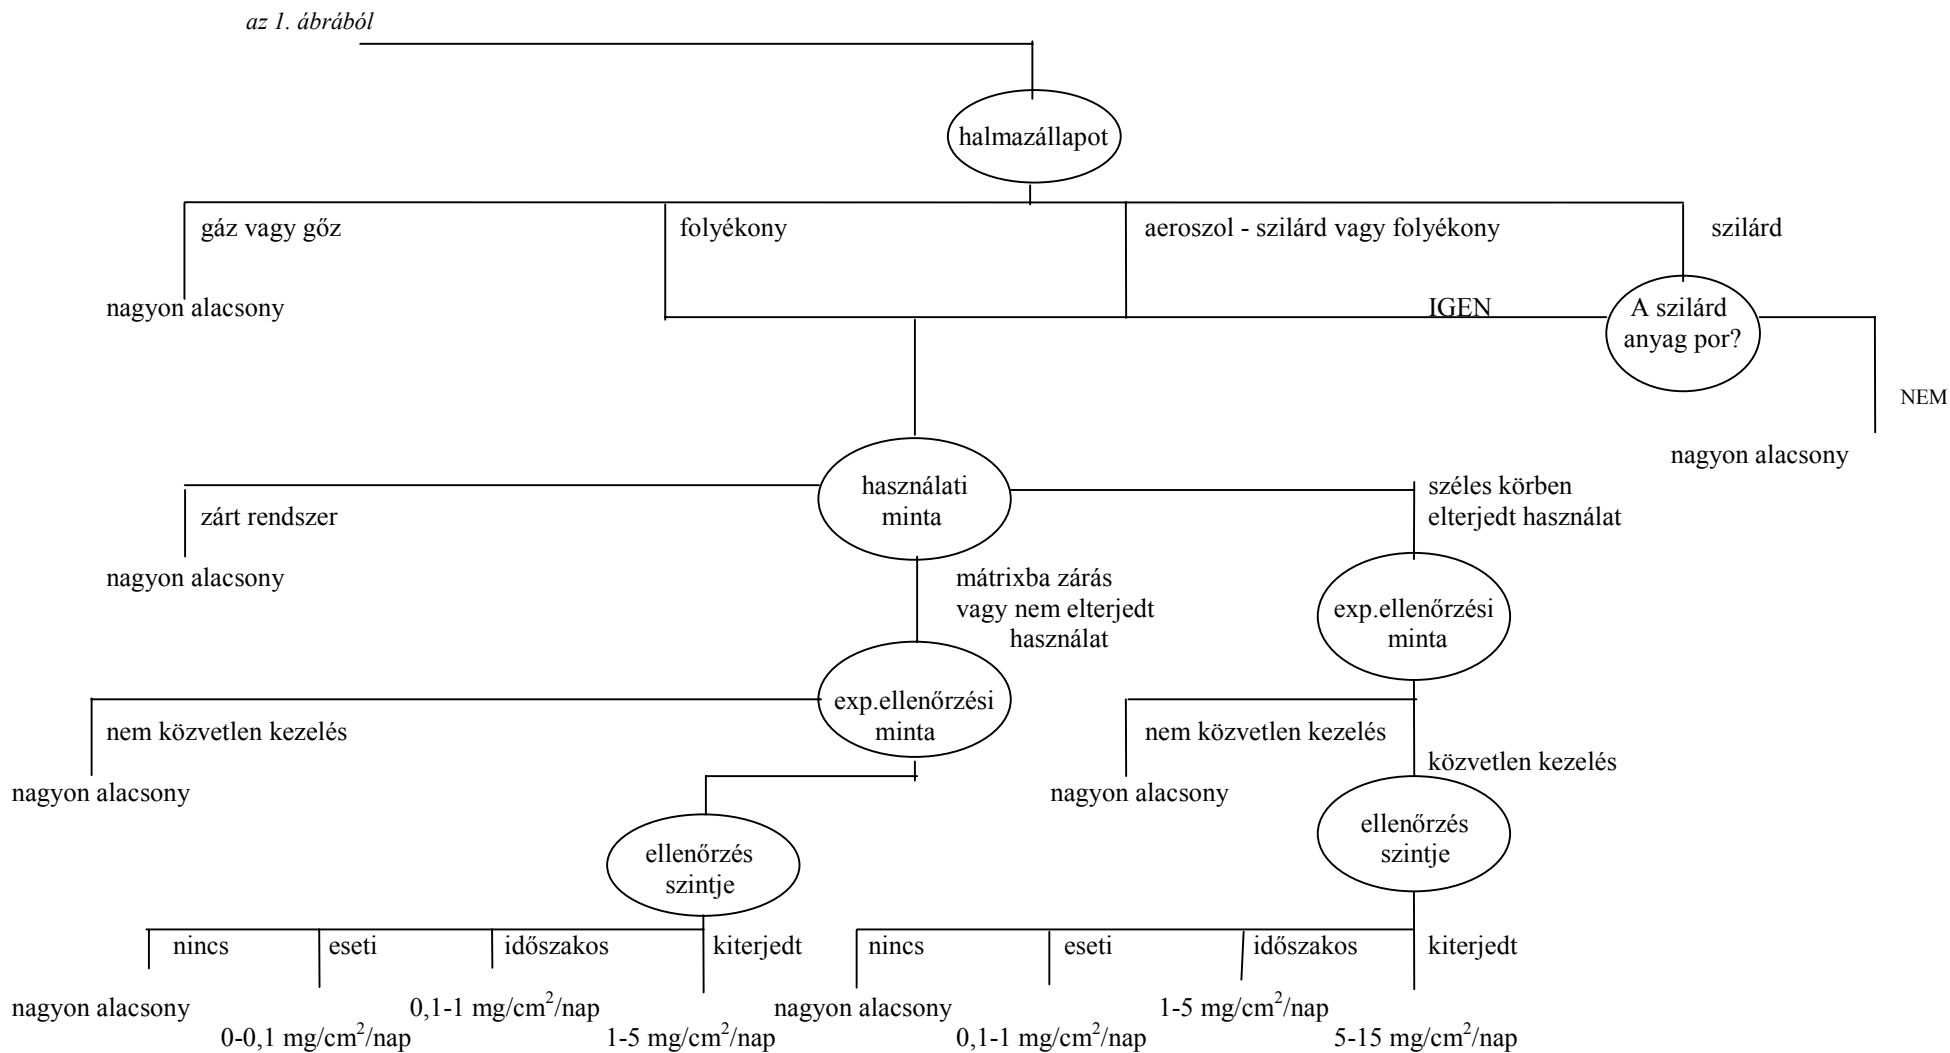 az 1. ábrából
halmazállapot
gáz vagy gőz
folyékony
aeroszol - szilárd vagy folyékony
szilárd
nagyon alacsony
IGEN
A szilárd
anyag por?
NEM
nagyon alacsony
használati
minta
zárt rendszer
széles körben
elterjedt használat
nagyon alacsony
mátrixba zárás
vagy nem elterjedt
használat
exp.ellenőrzési
minta
exp.ellenőrzési
minta
nem közvetlen kezelés
nem közvetlen kezelés
közvetlen kezelés
nagyon alacsony
nagyon alacsony
ellenőrzés
szintje
ellenőrzés
szintje
nincs
eseti
időszakos
kiterjedt
nincs
eseti
időszakos
kiterjedt
nagyon alacsony
0-0,1 mg/cm²/nap
0,1-1 mg/cm²/nap
1-5 mg/cm²/nap
nagyon alacsony
0,1-1 mg/cm²/nap
1-5 mg/cm²/nap
5-15 mg/cm²/nap